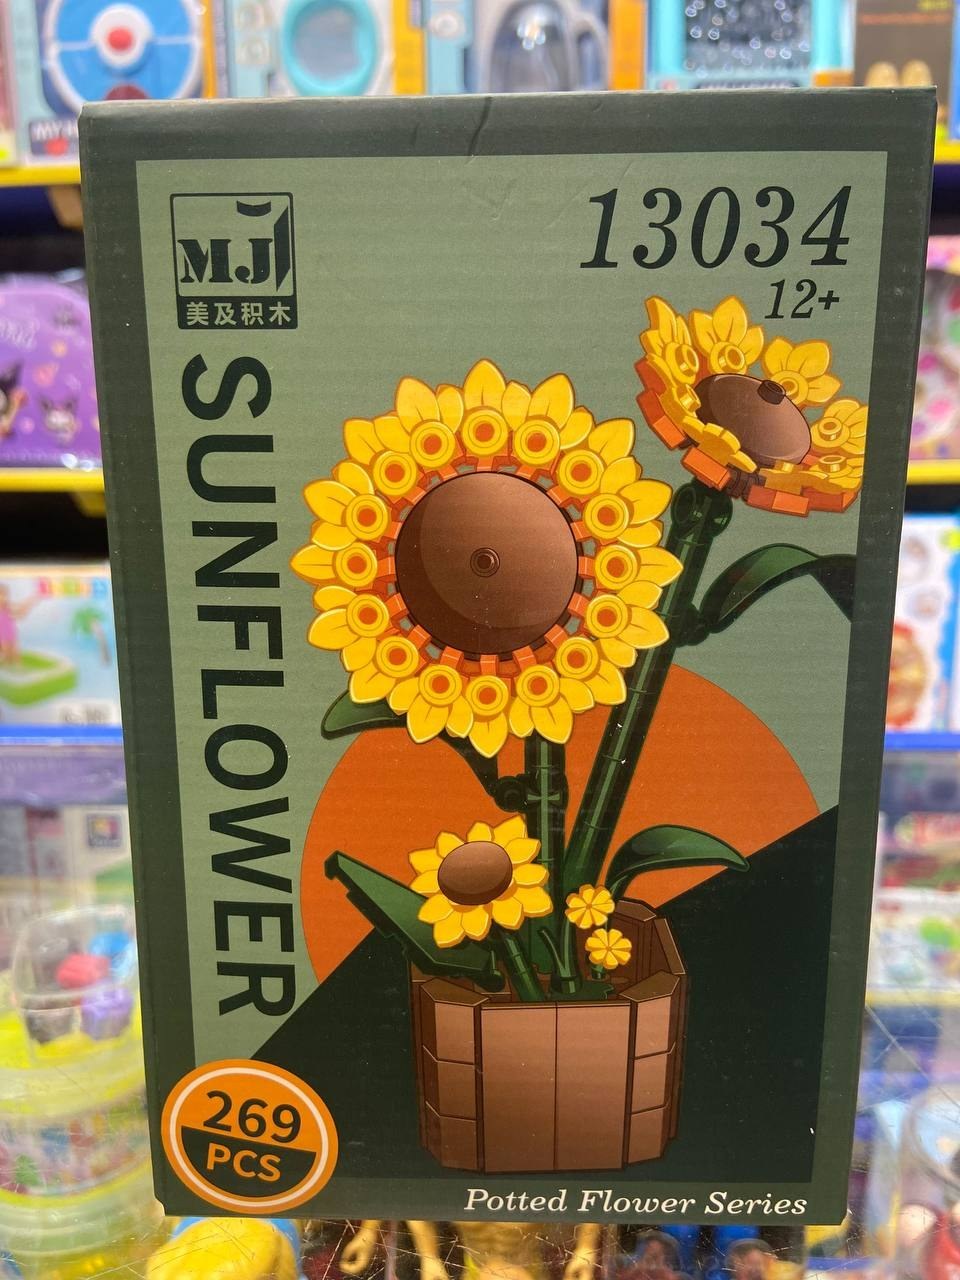 MJ
美及积木
13034
12+
SUNFLOWER
269
PCS
Potted Flower Series